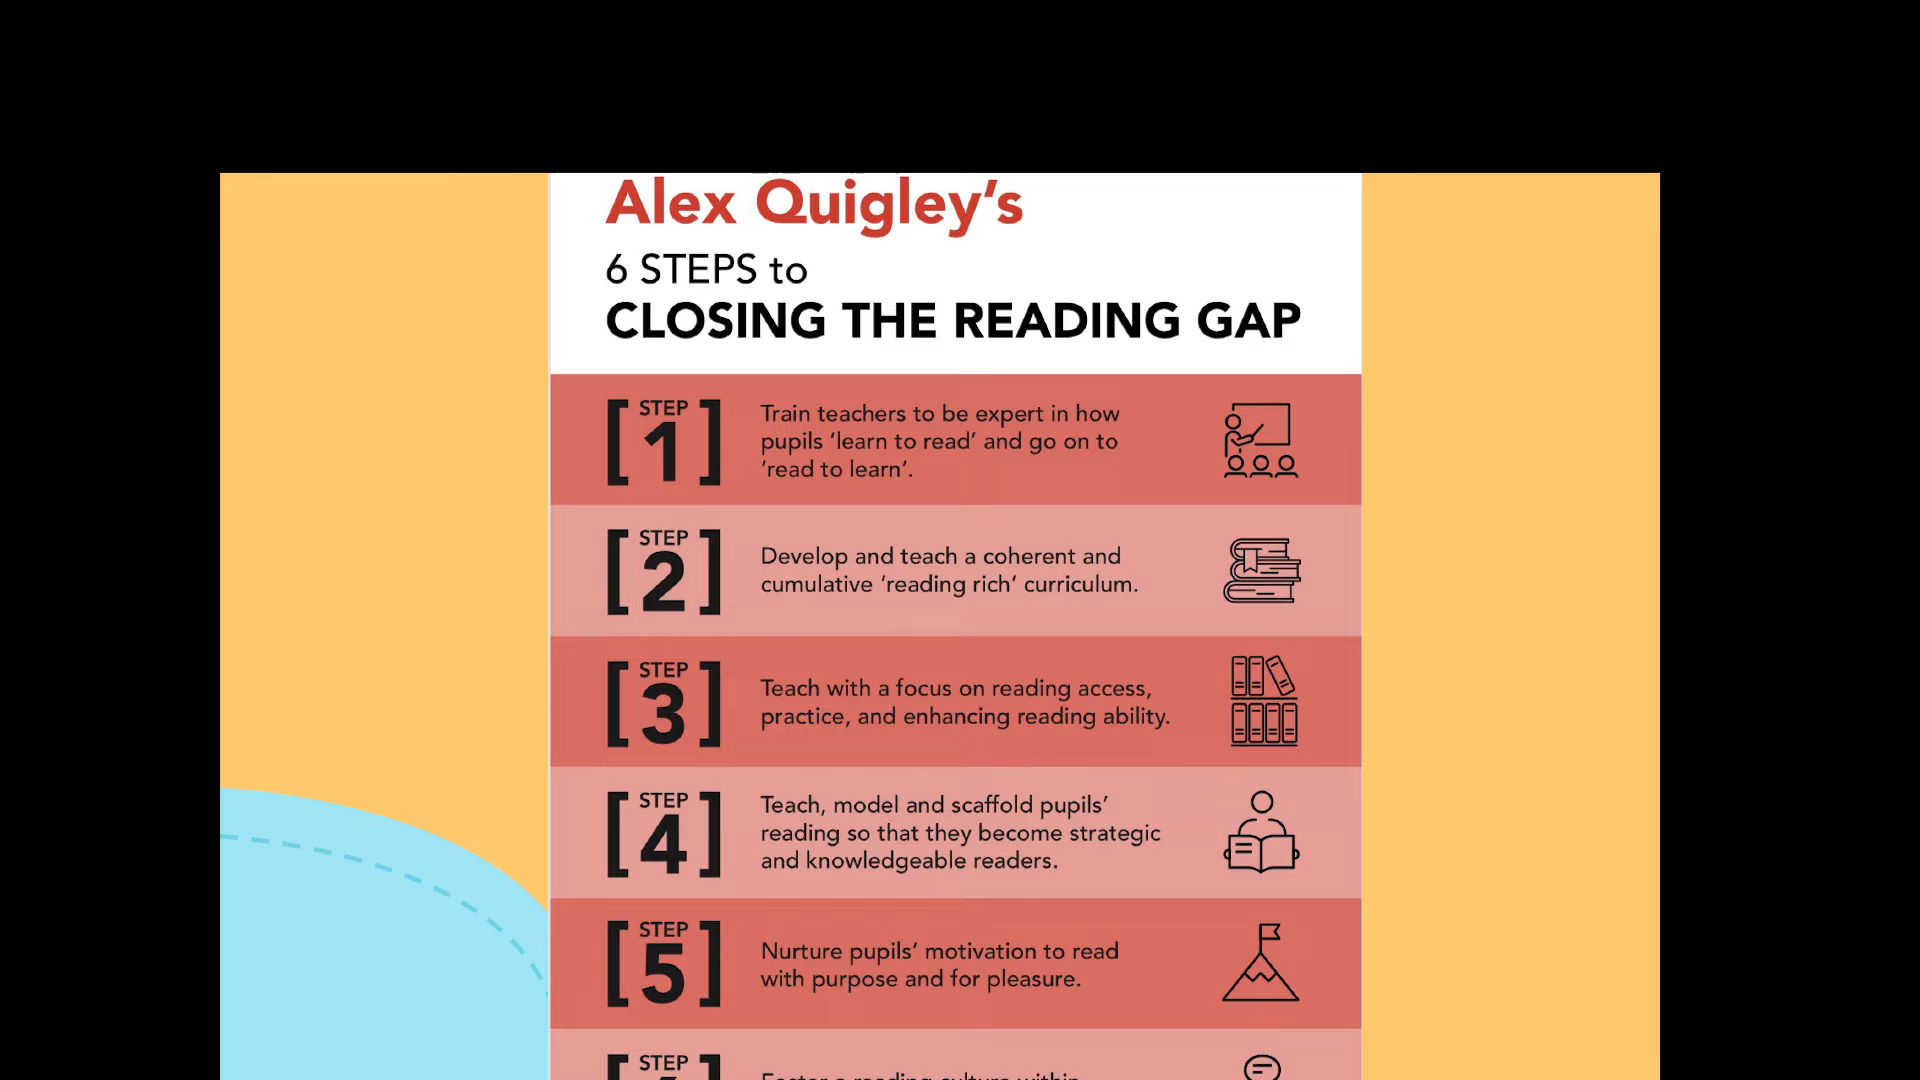 Alex Quigley’s
6 STEPS to
CLOSING THE READING GAP
STEP
1
Train teachers to be expert in how
pupils ‘learn to read’ and go on to
‘read to learn’.
STEP
2
Develop and teach a coherent and
cumulative ‘reading rich’ curriculum.
STEP
3
Teach with a focus on reading access,
practice, and enhancing reading ability.
STEP
4
Teach, model and scaffold pupils’
reading so that they become strategic
and knowledgeable readers.
STEP
5
Nurture pupils’ motivation to read
with purpose and for pleasure.
STEP
Foster a reading culture within